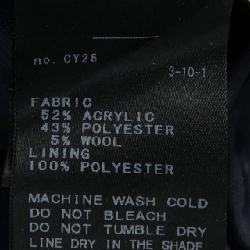 no. CY26
3-10-1
FABRIC
52% ACRYLIC
43% POLYESTER
5% WOOL
LINING
100% POLYESTER
MACHINE WASH COLD
DO NOT BLEACH
DO NOT TUMBLE DRY
LINE DRY IN THE SHADE